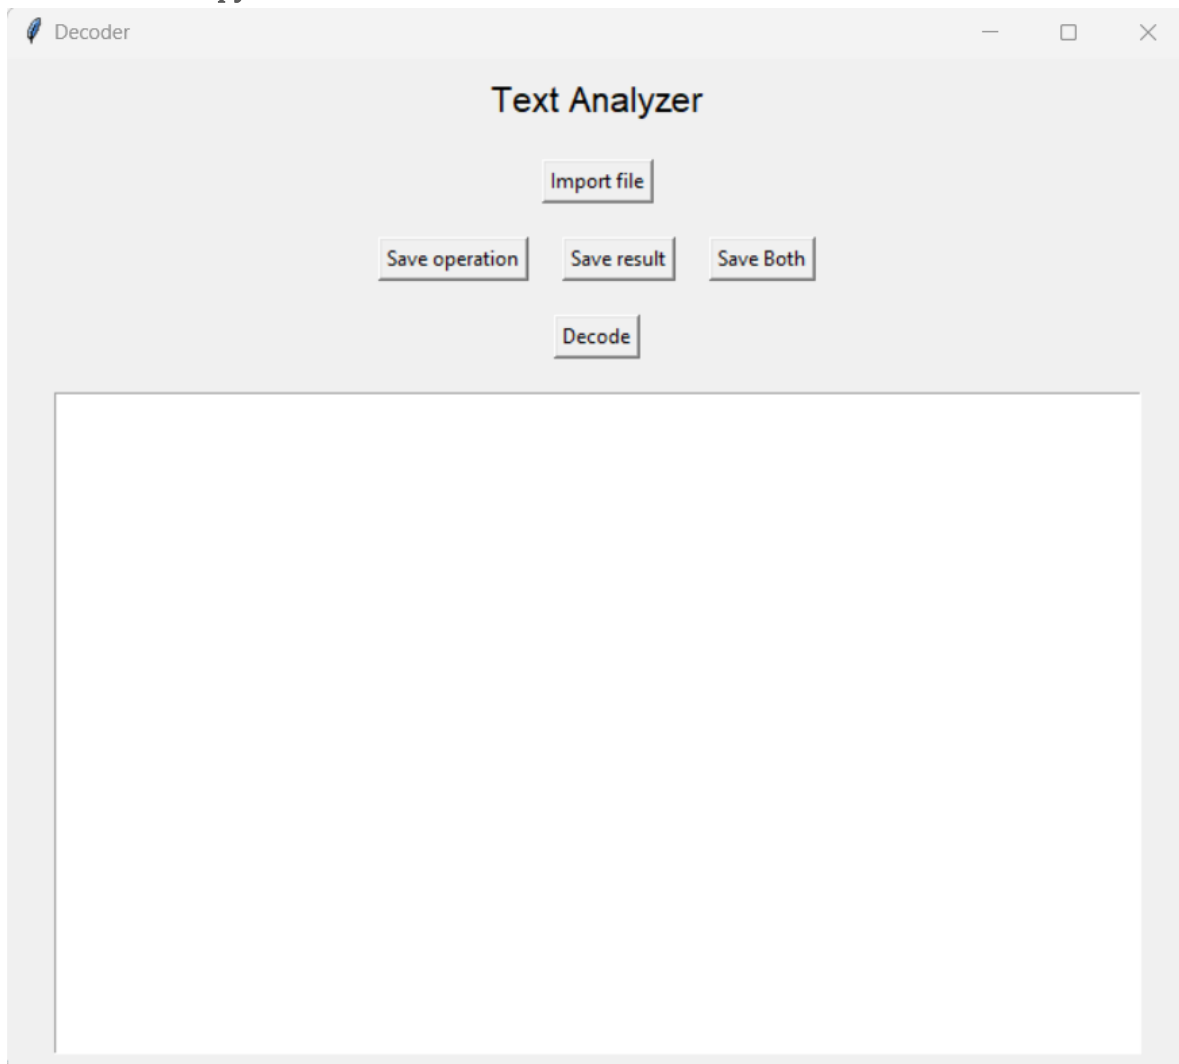 Decoder
Text Analyzer
Import file
Save operation Save result Save Both
Decode